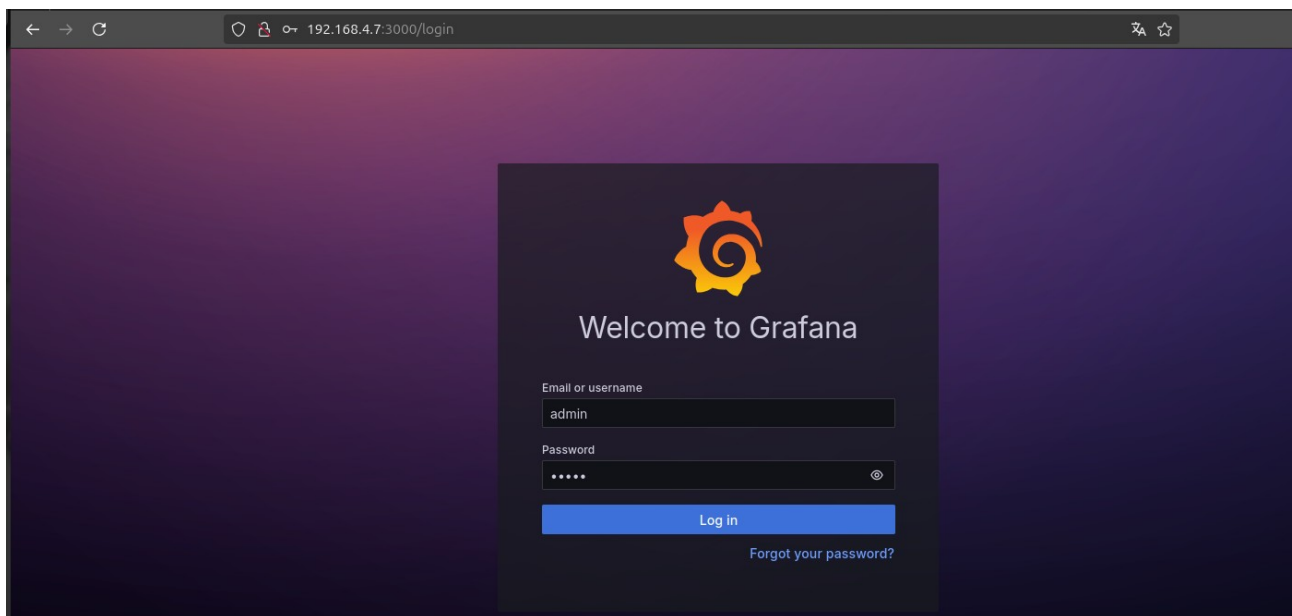 192.168.4.7:3000/login
Welcome to Grafana
Email or username
admin
Password
•••••
Log in
Forgot your password?